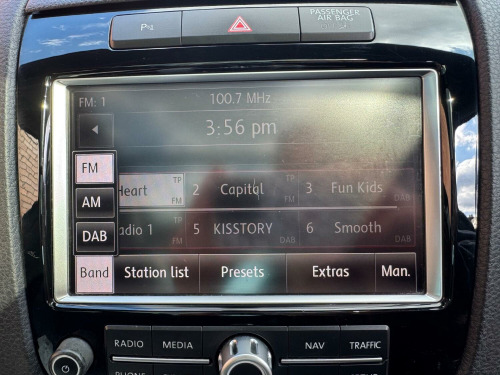 PASSENGER
AIR BAG
P
FM: 1
100.7 MHz
3:56 pm
FM
AM
DAB
Band
Heart TP FM
2 Capital TP FM
3 Fun Kids DAB
adio 1 TP FM
5 KISSTORY DAB
6 Smooth DAB
Station list
Presets
Extras
Man.
RADIO
MEDIA
NAV
TRAFFIC
PHONE